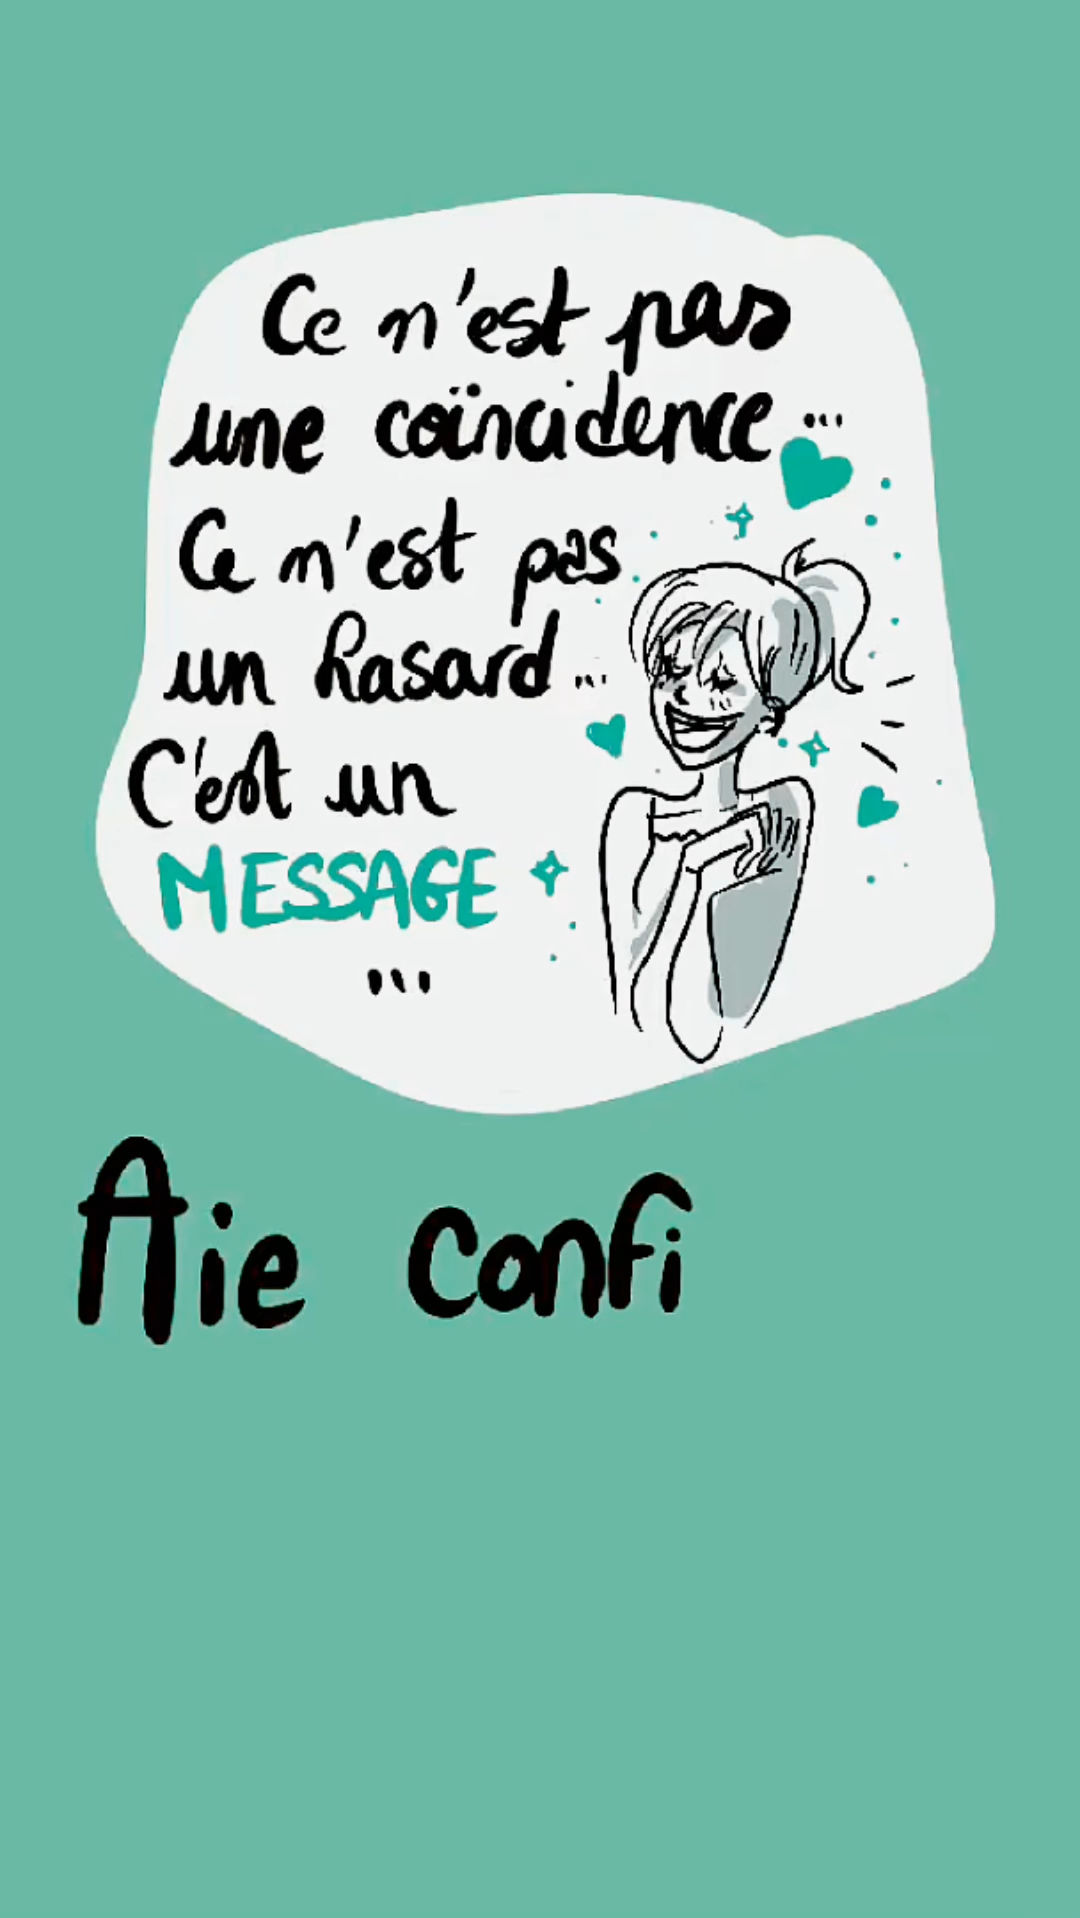 Ce n'est pas
une coïncidence...
Ce n'est pas
un hasard...
C'est un
MESSAGE
...
Aie confi